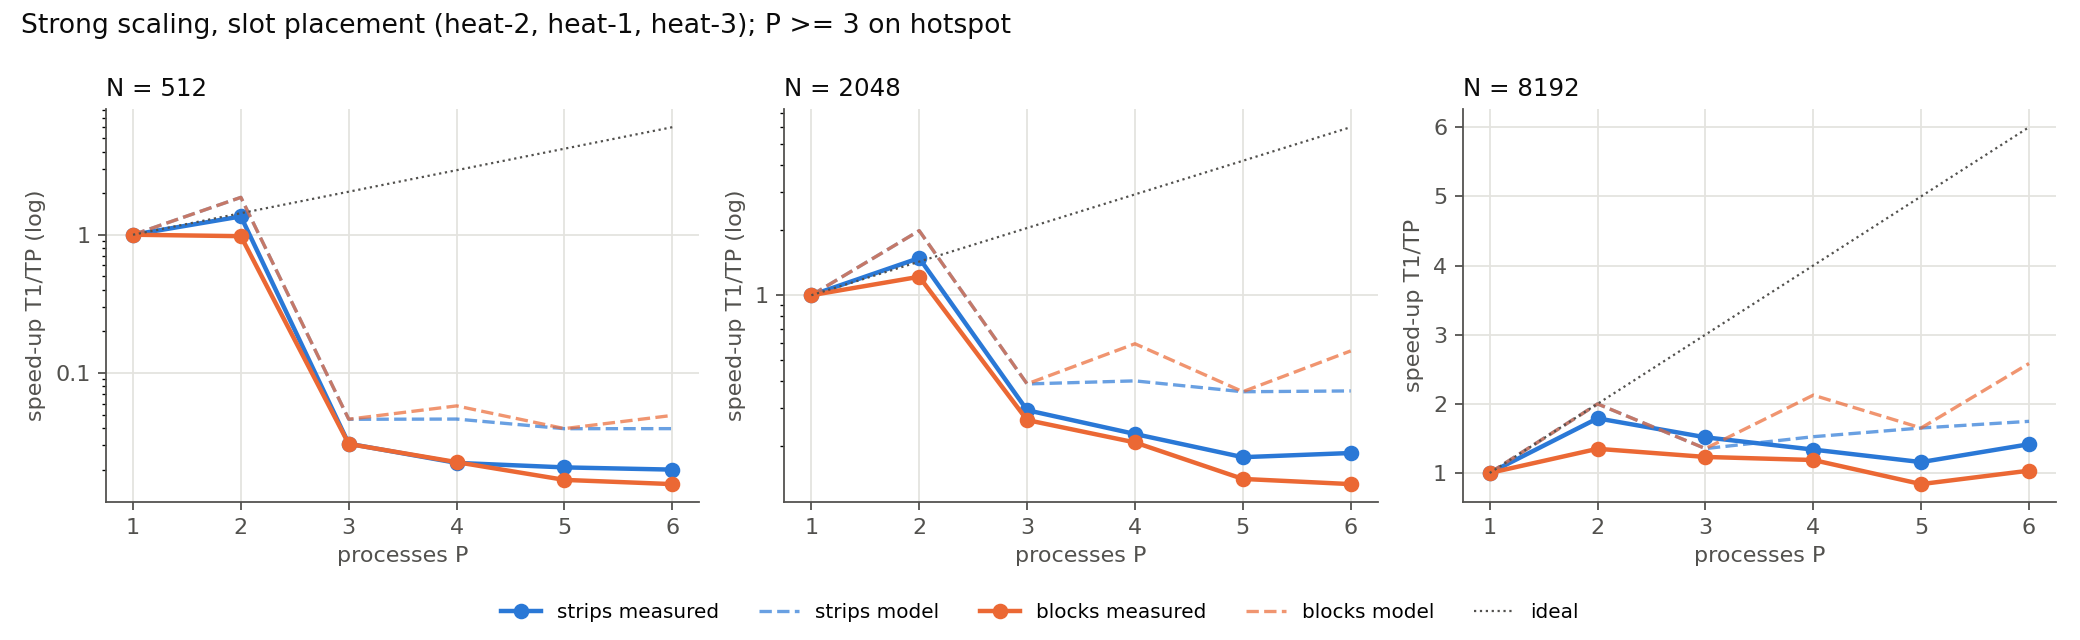 Strong scaling, slot placement (heat-2, heat-1, heat-3); P >= 3 on hotspot
N = 512
speed-up T1/TP (log)
1
0.1
1 2 3 4 5 6
processes P
N = 2048
speed-up T1/TP (log)
1
1 2 3 4 5 6
processes P
N = 8192
speed-up T1/TP
6
5
4
3
2
1
1 2 3 4 5 6
processes P
strips measured strips model blocks measured blocks model ideal